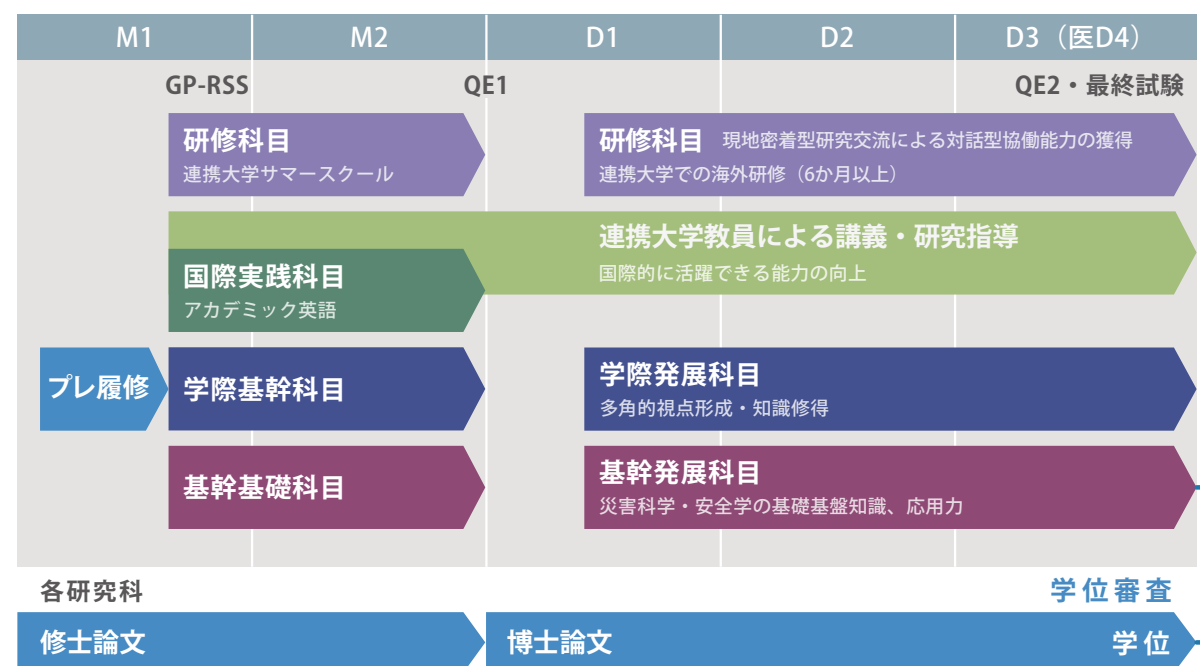 M1 M2 D1 D2 D3（医D4）
GP-RSS QE1 QE2・最終試験
研修科目
連携大学サマースクール
研修科目 現地密着型研究交流による対話型協働能力の獲得
連携大学での海外研修（6か月以上）
連携大学教員による講義・研究指導
国際的に活躍できる能力の向上
国際実践科目
アカデミック英語
プレ履修
学際基幹科目
学際発展科目
多角的視点形成・知識修得
基幹基礎科目
基幹発展科目
災害科学・安全学の基礎基盤知識、応用力
各研究科
学位審査
修士論文
博士論文
学位